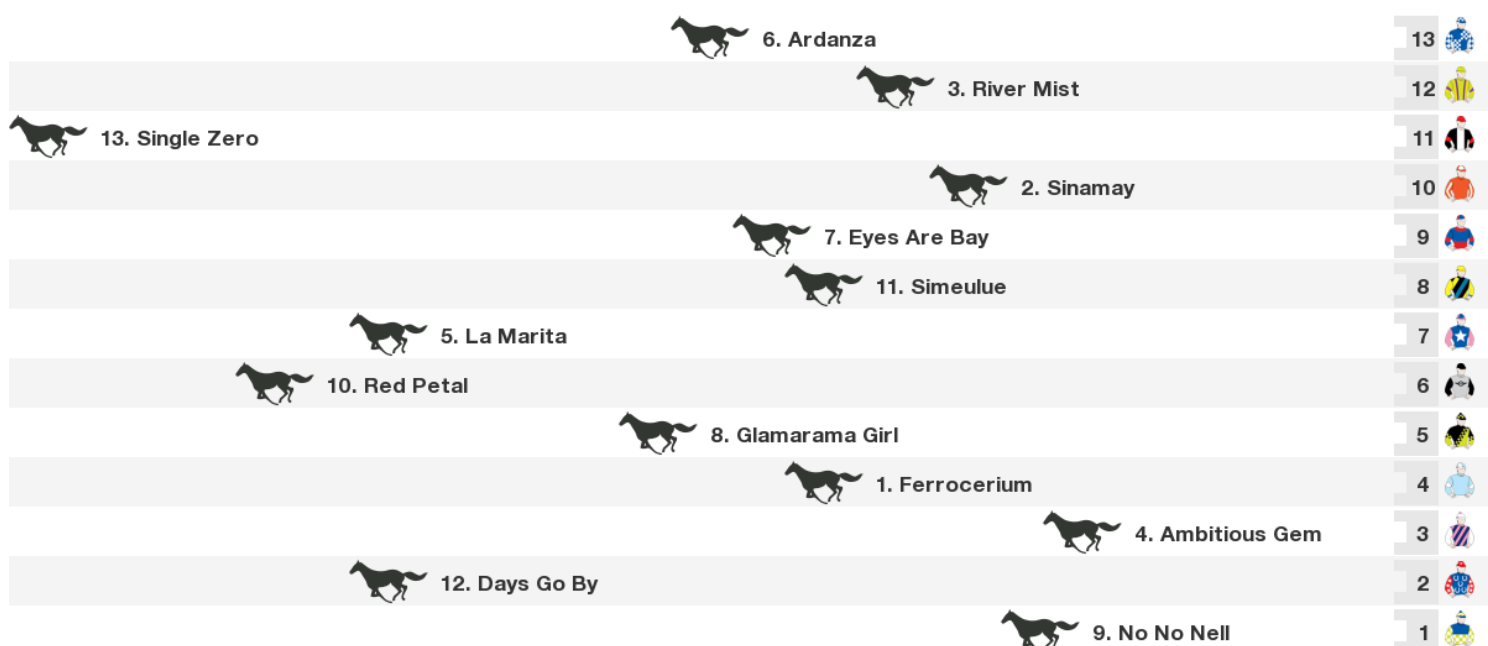 6. Ardanza 13
3. River Mist 12
13. Single Zero 11
2. Sinamay 10
7. Eyes Are Bay 9
11. Simeulue 8
5. La Marita 7
10. Red Petal 6
8. Glamarama Girl 5
1. Ferrocerium 4
4. Ambitious Gem 3
12. Days Go By 2
9. No No Nell 1